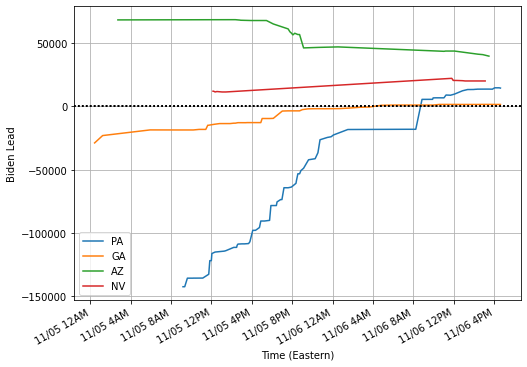 50000
0
−50000
−100000
−150000
Biden Lead
PA
GA
AZ
NV
11/05 12AM
11/05 4AM
11/05 8AM
11/05 12PM
11/05 4PM
11/05 8PM
11/06 12AM
11/06 4AM
11/06 8AM
11/06 12PM
11/06 4PM
Time (Eastern)